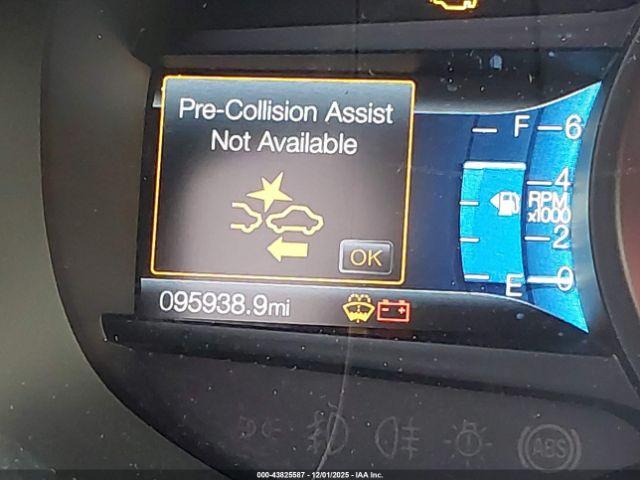 Pre-Collision Assist
Not Available
OK
095938.9mi
F
E
6
4
RPM
x1000
2
0
ABS
000-43825587 - 12/01/2025 - IAA Inc.